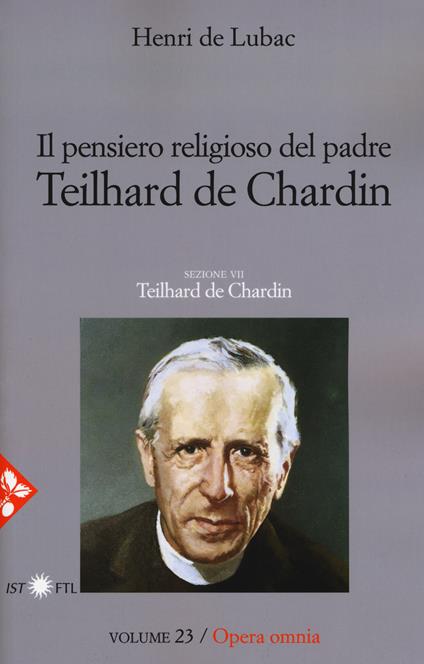 Henri de Lubac
Il pensiero religioso del padre
Teilhard de Chardin
SEZIONE VII
Teilhard de Chardin
IST FTL
VOLUME 23 / Opera omnia